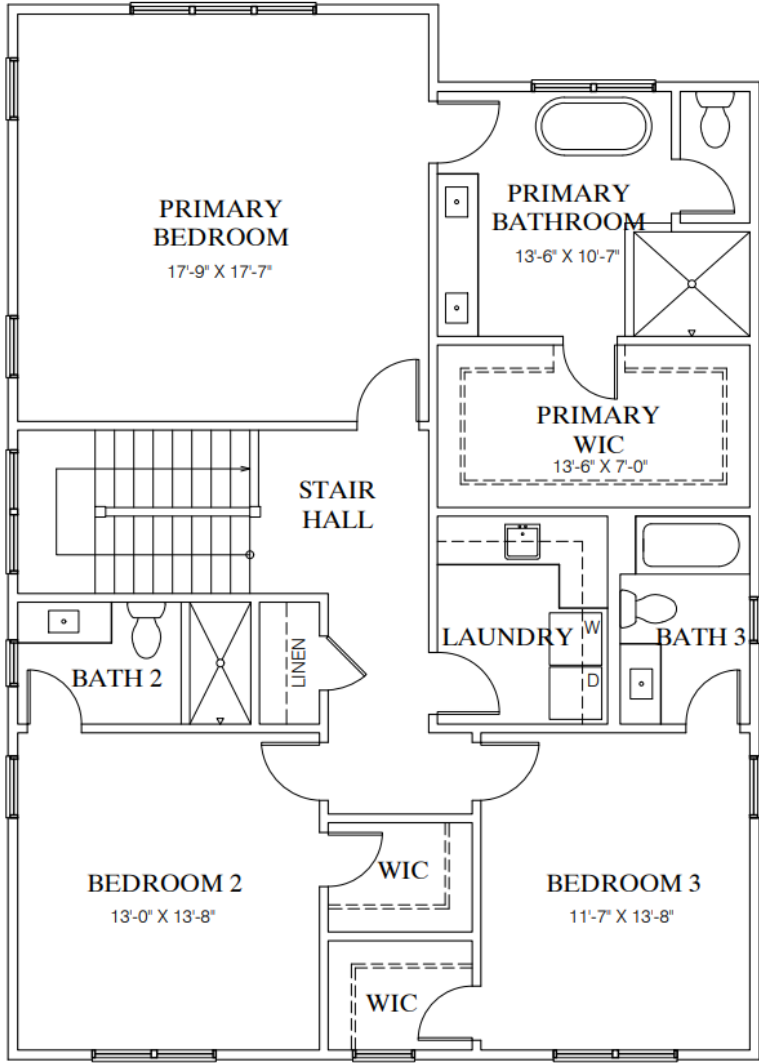 PRIMARY
BEDROOM
17'-9" X 17'-7"
PRIMARY
BATHROOM
13'-6" X 10'-7"
PRIMARY
WIC
13'-6" X 7'-0"
STAIR
HALL
LAUNDRY
W
D
BATH 3
LINEN
BATH 2
BEDROOM 2
13'-0" X 13'-8"
WIC
BEDROOM 3
11'-7" X 13'-8"
WIC